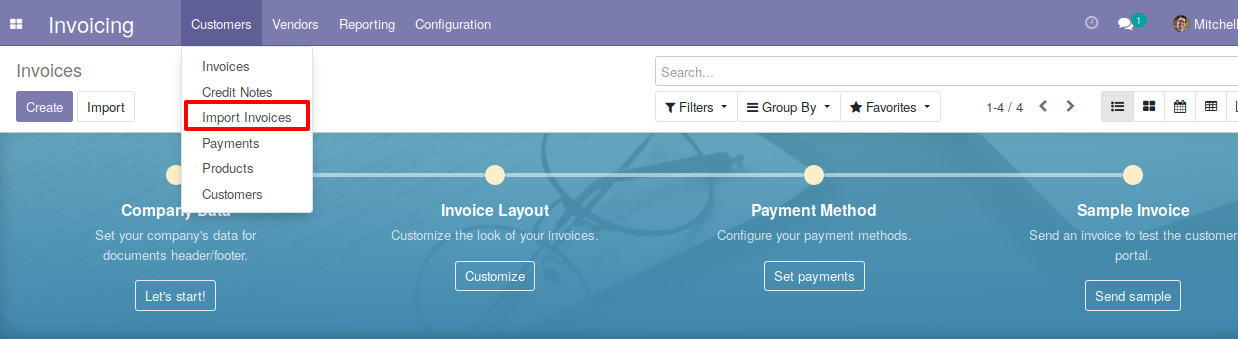 Invoicing Customers Vendors Reporting Configuration 1 Mitchell
Invoices
Search...
Create Import
Filters Group By Favorites 1-4 / 4
Invoices
Credit Notes
Import Invoices
Payments
Products
Customers
Company Data
Set your company's data for
documents header/footer.
Let's start!
Invoice Layout
Customize the look of your invoices.
Customize
Payment Method
Configure your payment methods.
Set payments
Sample Invoice
Send an invoice to test the customer
portal.
Send sample